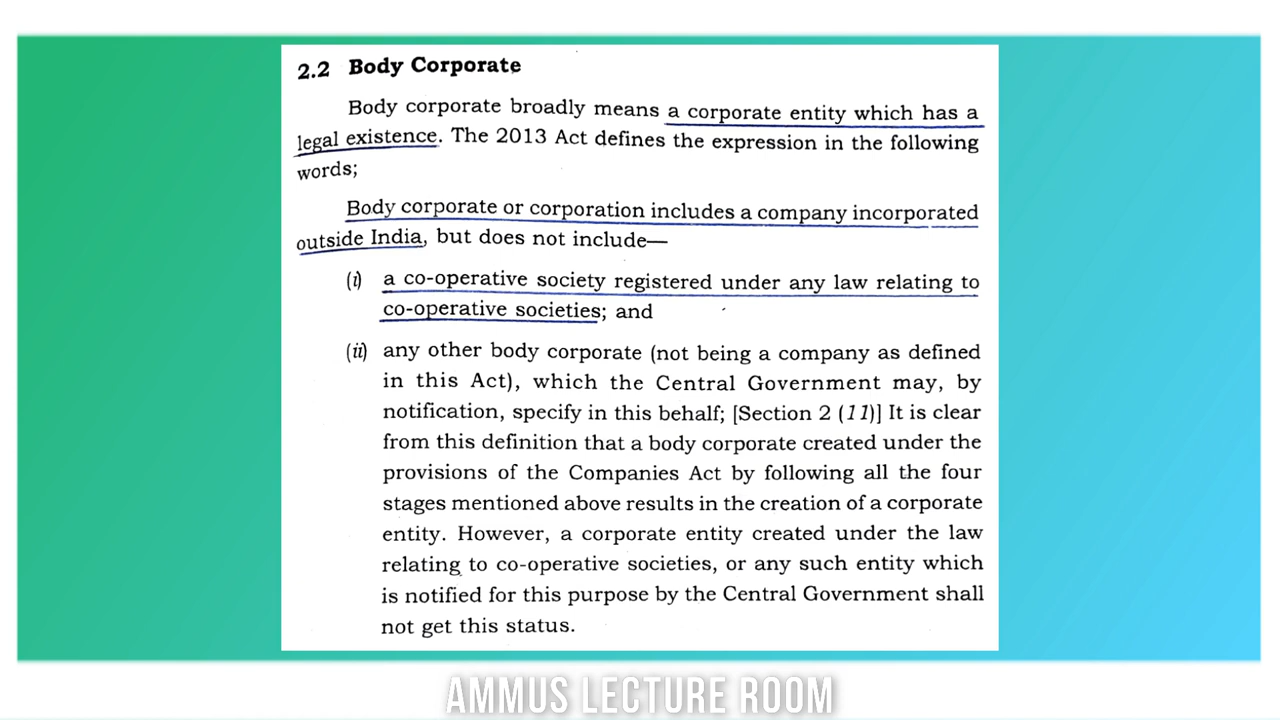 2.2 Body Corporate
Body corporate broadly means a corporate entity which has a
legal existence. The 2013 Act defines the expression in the following
words;
Body corporate or corporation includes a company incorporated
outside India, but does not include—
(i) a co-operative society registered under any law relating to
co-operative societies; and
(ii) any other body corporate (not being a company as defined
in this Act), which the Central Government may, by
notification, specify in this behalf; [Section 2 (11)] It is clear
from this definition that a body corporate created under the
provisions of the Companies Act by following all the four
stages mentioned above results in the creation of a corporate
entity. However, a corporate entity created under the law
relating to co-operative societies, or any such entity which
is notified for this purpose by the Central Government shall
not get this status.
AMMUS LECTURE ROOM